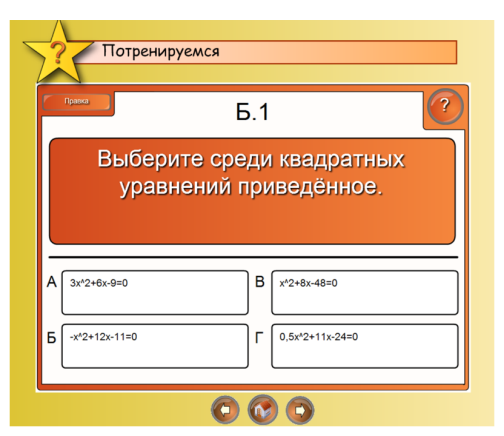 ?
Потренируемся
Правка
Б.1
?
Выберите среди квадратных
уравнений приведённое.
А
3x^2+6x-9=0
В
x^2+8x-48=0
Б
-x^2+12x-11=0
Г
0,5x^2+11x-24=0